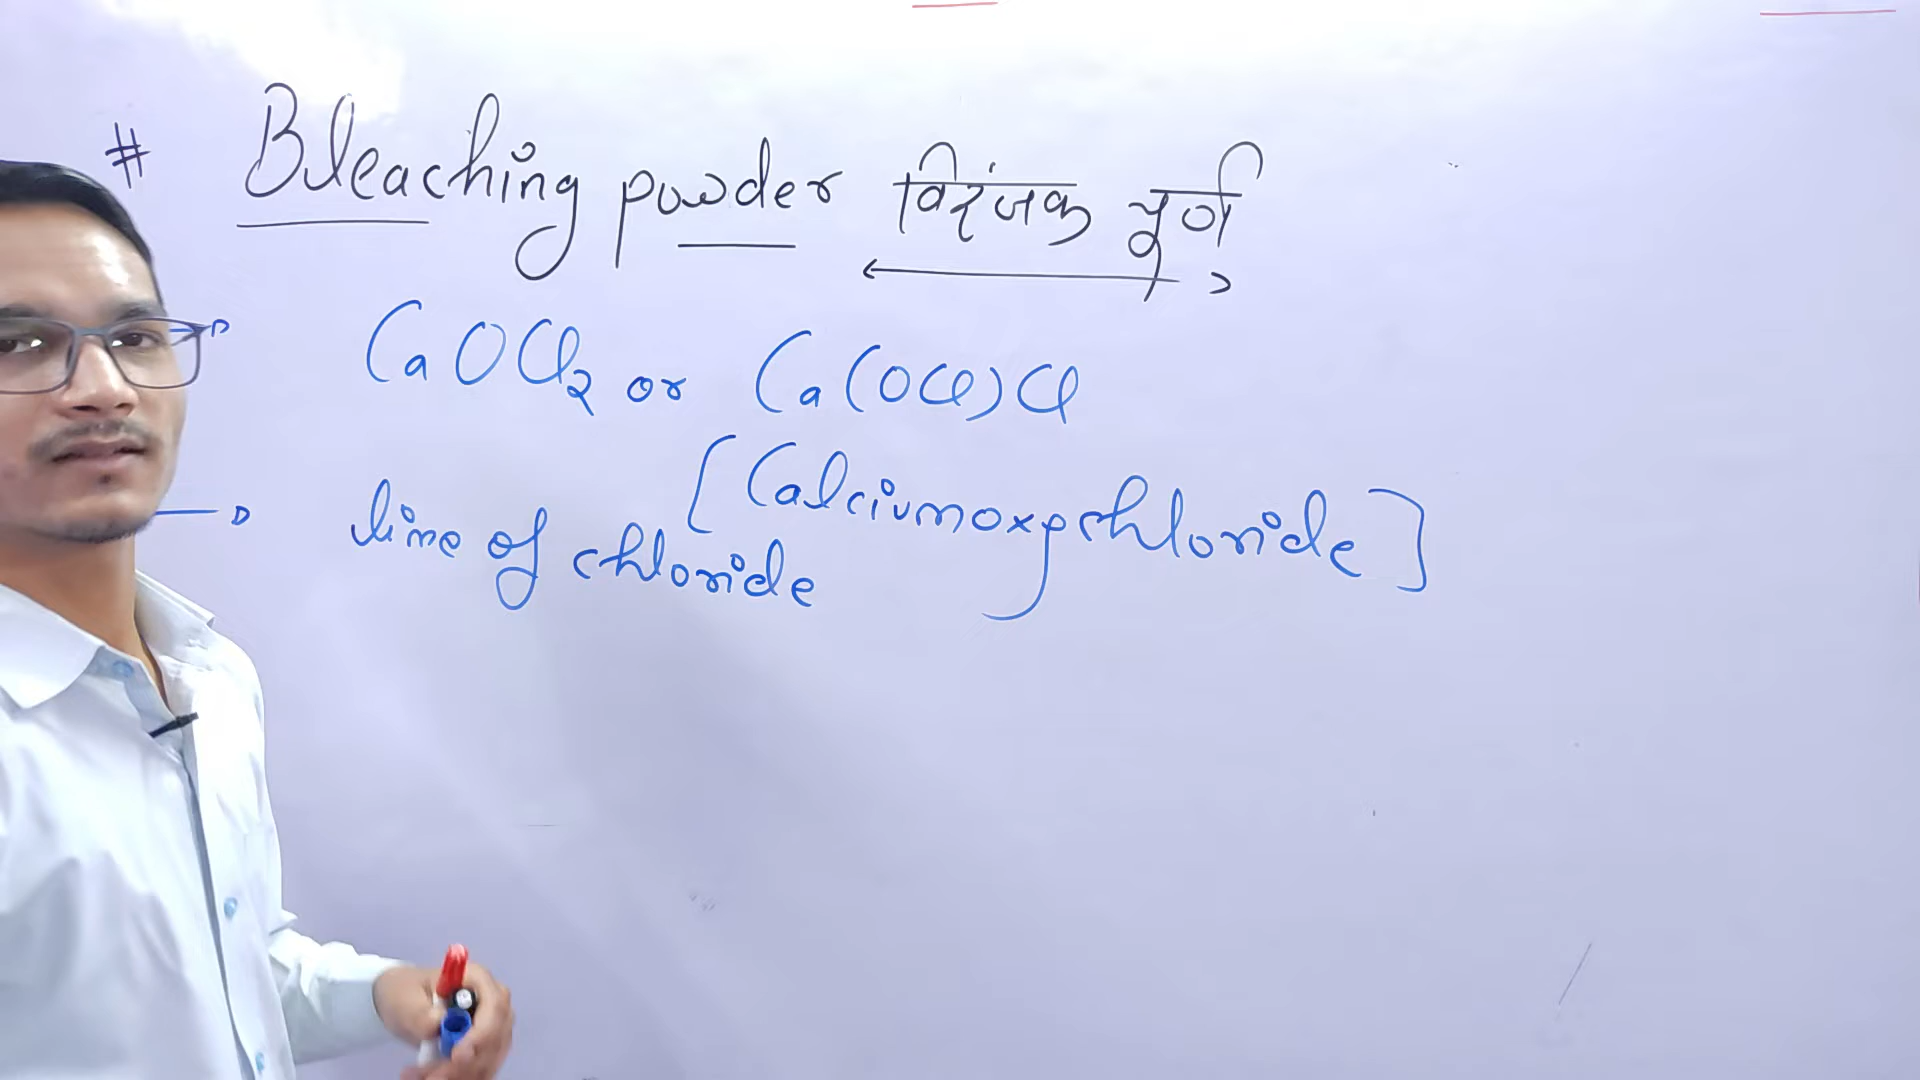 # Bleaching powder विरंजक चूर्ण
CaOCl2 or Ca(OCl)Cl
[Calciumoxychloride]
lime of chloride